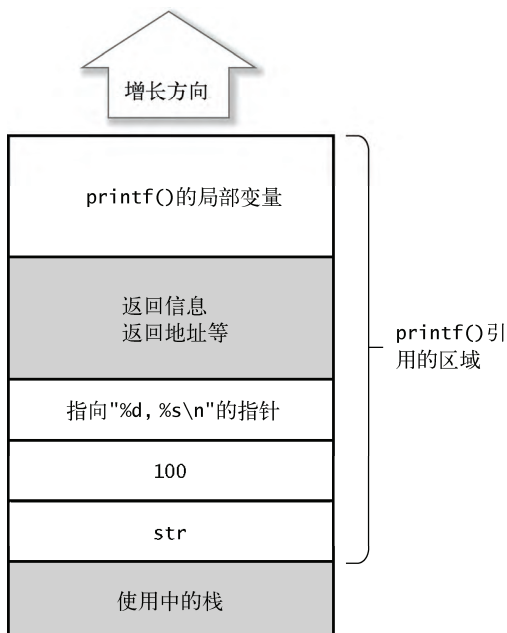 增长方向
printf()的局部变量
返回信息
返回地址等
printf()引
用的区域
指向"%d, %s\n"的指针
100
str
使用中的栈